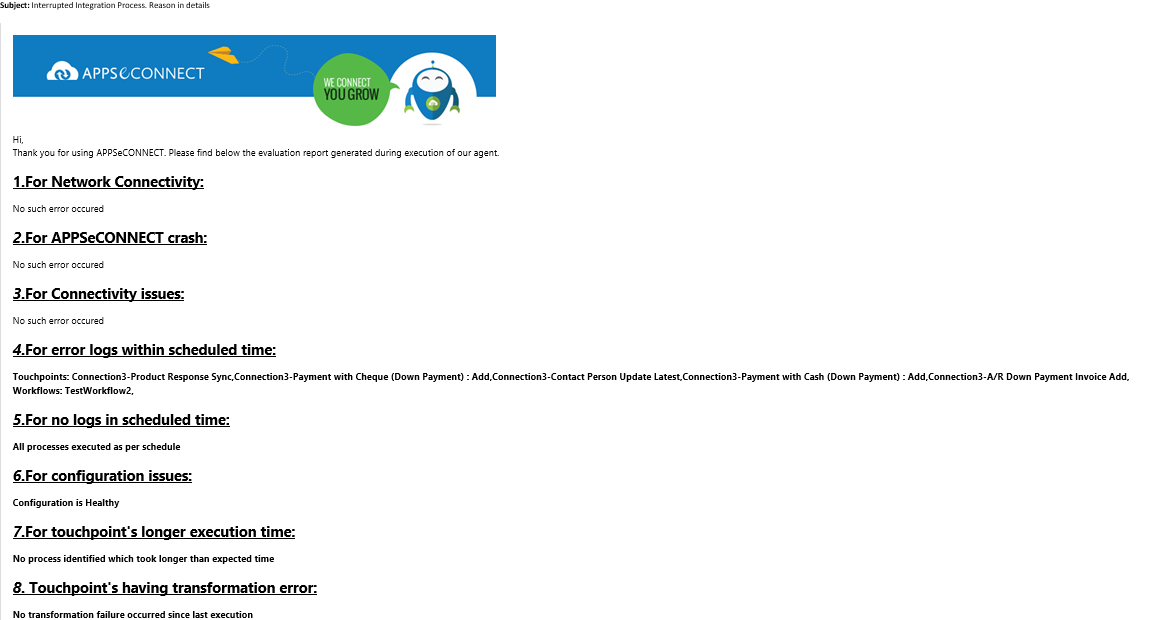 Subject: Interrupted Integration Process. Reason in details
APPSeCONNECT
WE CONNECT
YOU GROW
Hi,
Thank you for using APPSeCONNECT. Please find below the evaluation report generated during execution of our agent.
1.For Network Connectivity:
No such error occured
2.For APPSeCONNECT crash:
No such error occured
3.For Connectivity issues:
No such error occured
4.For error logs within scheduled time:
Touchpoints: Connection3-Product Response Sync,Connection3-Payment with Cheque (Down Payment) : Add,Connection3-Contact Person Update Latest,Connection3-Payment with Cash (Down Payment) : Add,Connection3-A/R Down Payment Invoice Add,
Workflows: TestWorkflow2,
5.For no logs in scheduled time:
All processes executed as per schedule
6.For configuration issues:
Configuration is Healthy
7.For touchpoint's longer execution time:
No process identified which took longer than expected time
8. Touchpoint's having transformation error:
No transformation failure occurred since last execution